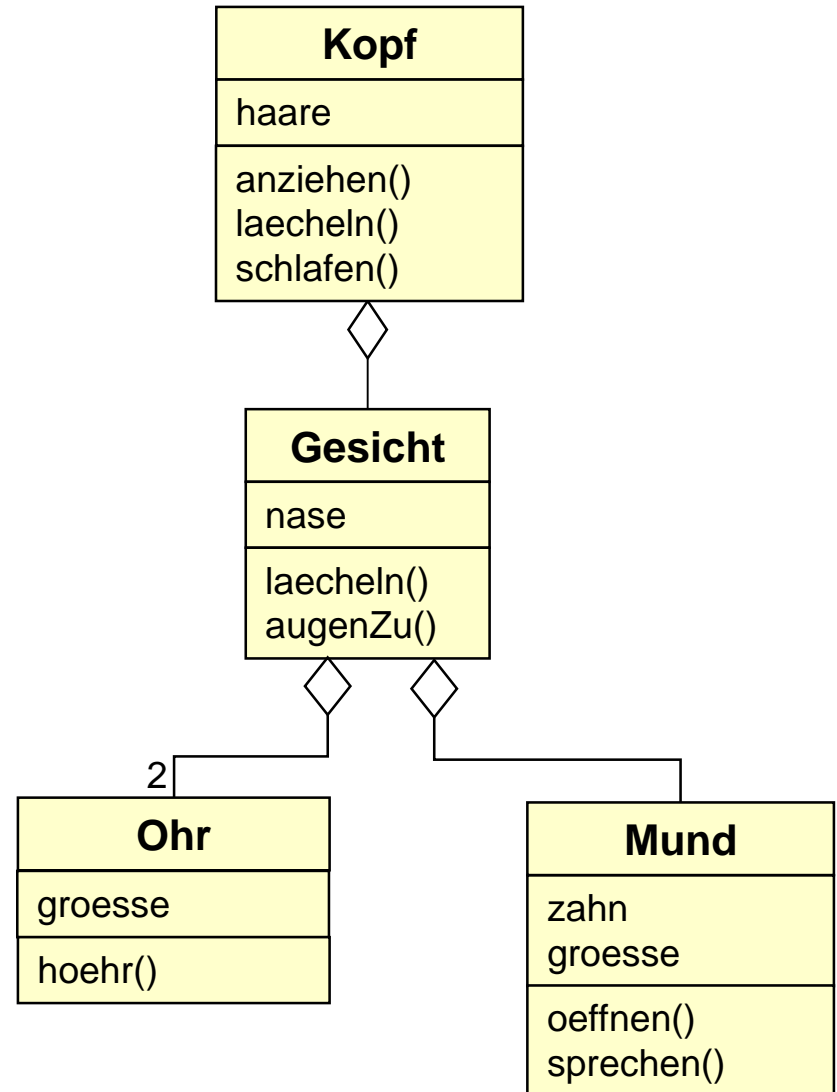 Kopf
haare
anziehen()
laecheln()
schlafen()
Gesicht
nase
laecheln()
augenZu()
2
Ohr
groesse
hoehr()
Mund
zahn
groesse
oeffnen()
sprechen()